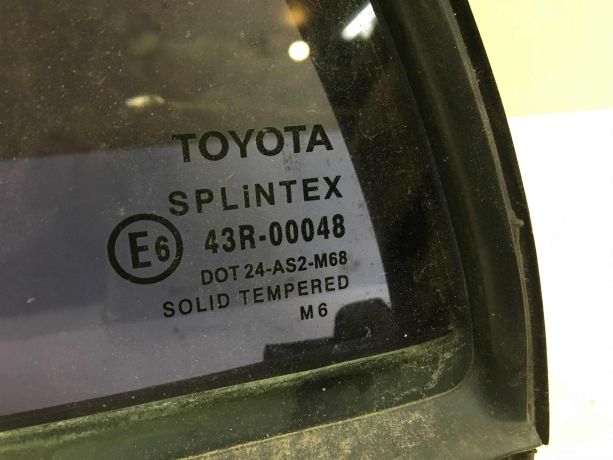 TOYOTA
SPLiNTEX
E6 43R-00048
DOT 24-AS2-M68
SOLID TEMPERED
M6